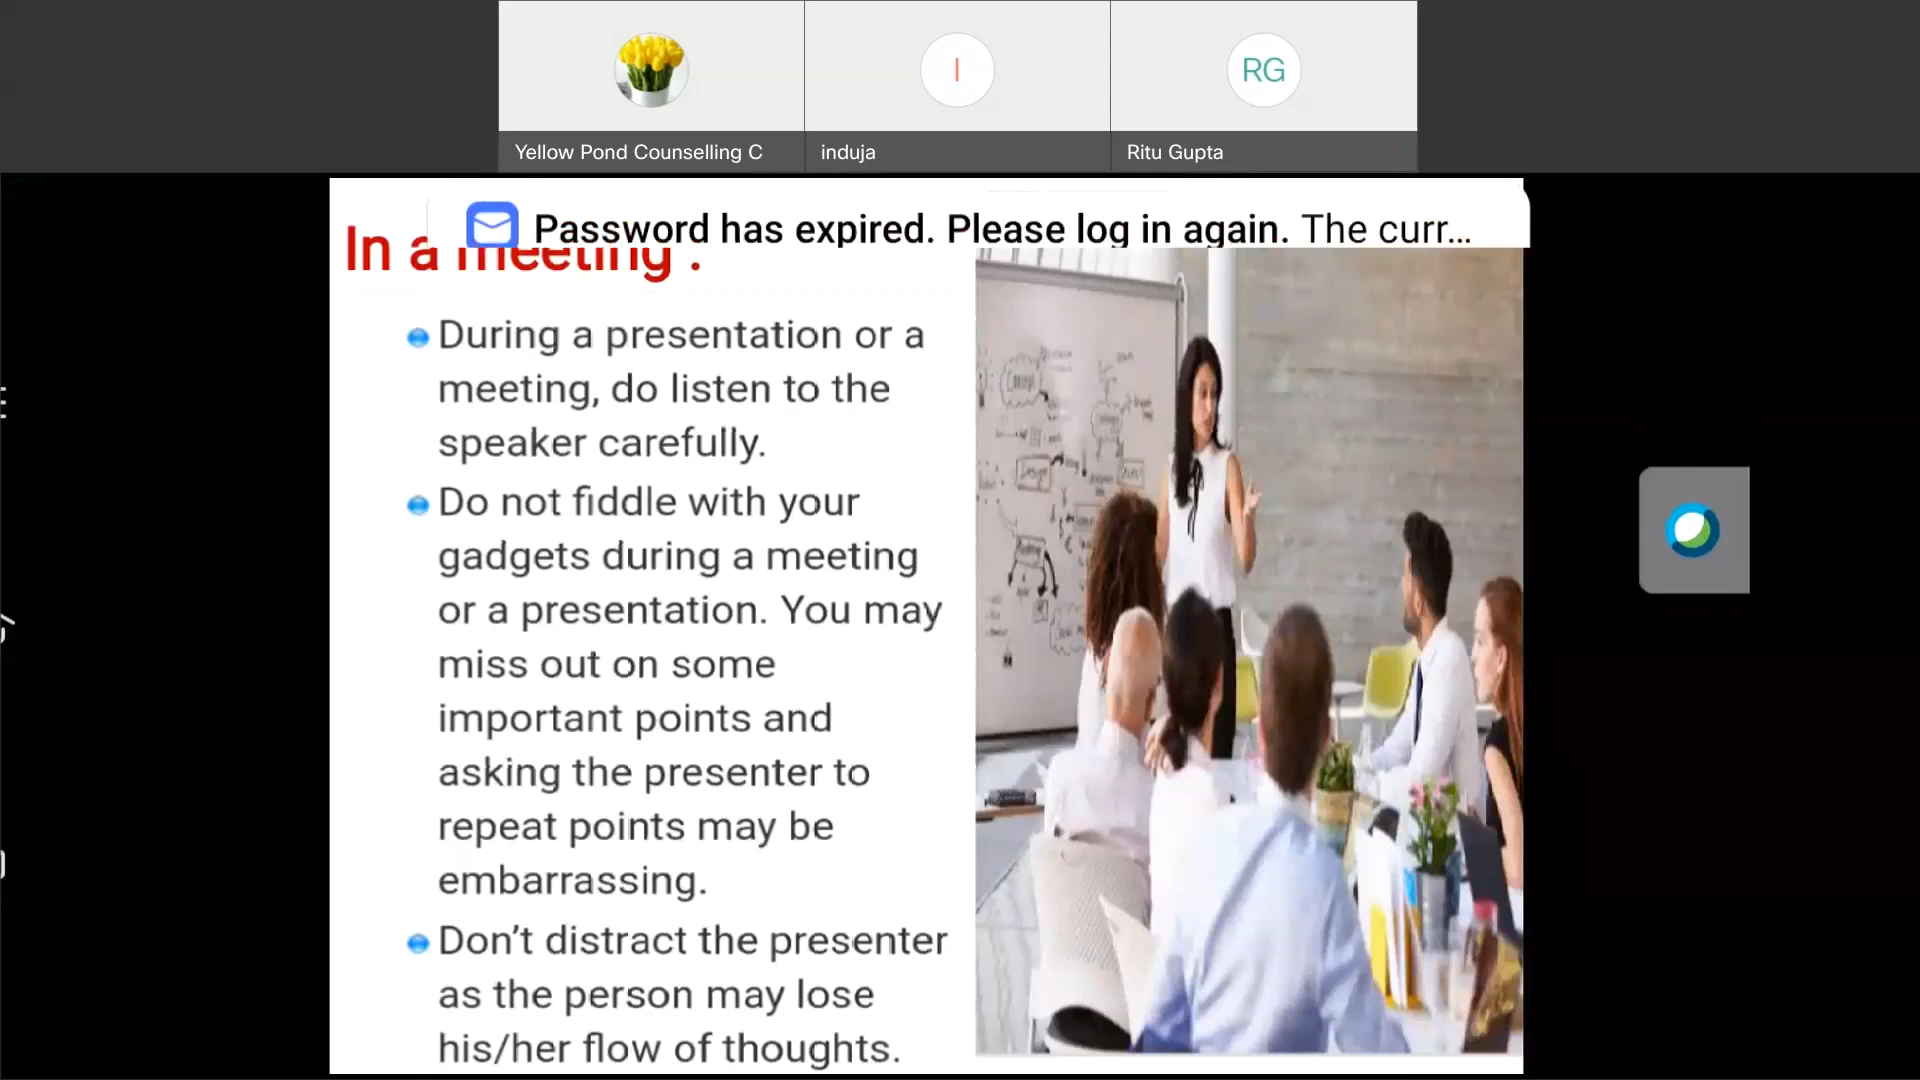 I
RG
Yellow Pond Counselling C
induja
Ritu Gupta
Password has expired. Please log in again. The curr...
In a meeting :
During a presentation or a
meeting, do listen to the
speaker carefully.
Do not fiddle with your
gadgets during a meeting
or a presentation. You may
miss out on some
important points and
asking the presenter to
repeat points may be
embarrassing.
Don’t distract the presenter
as the person may lose
his/her flow of thoughts.